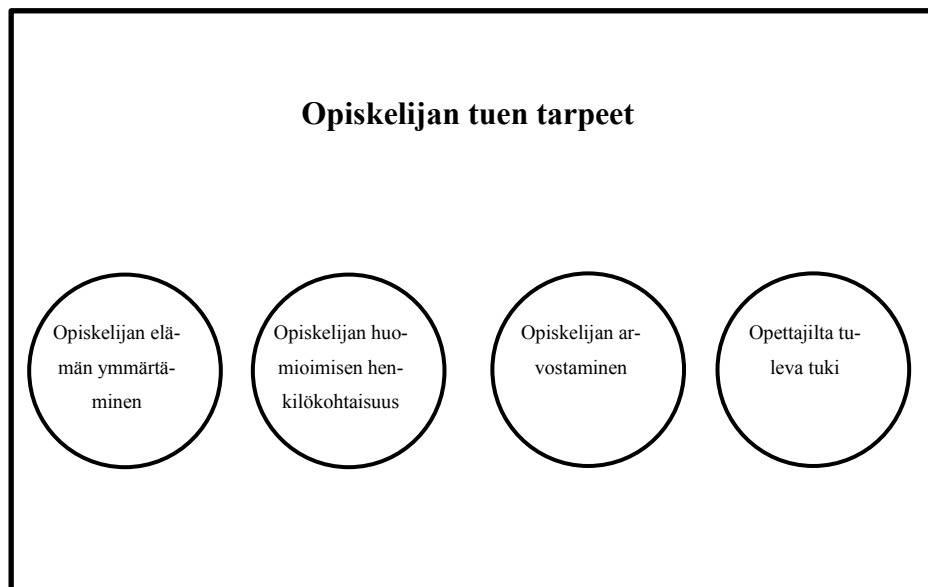 Opiskelijan tuen tarpeet
Opiskelijan elä-
män ymmärtä-
minen
Opiskelijan huo-
mioimisen hen-
kilökohtaisuus
Opiskelijan ar-
vostaminen
Opettajilta tu-
leva tuki